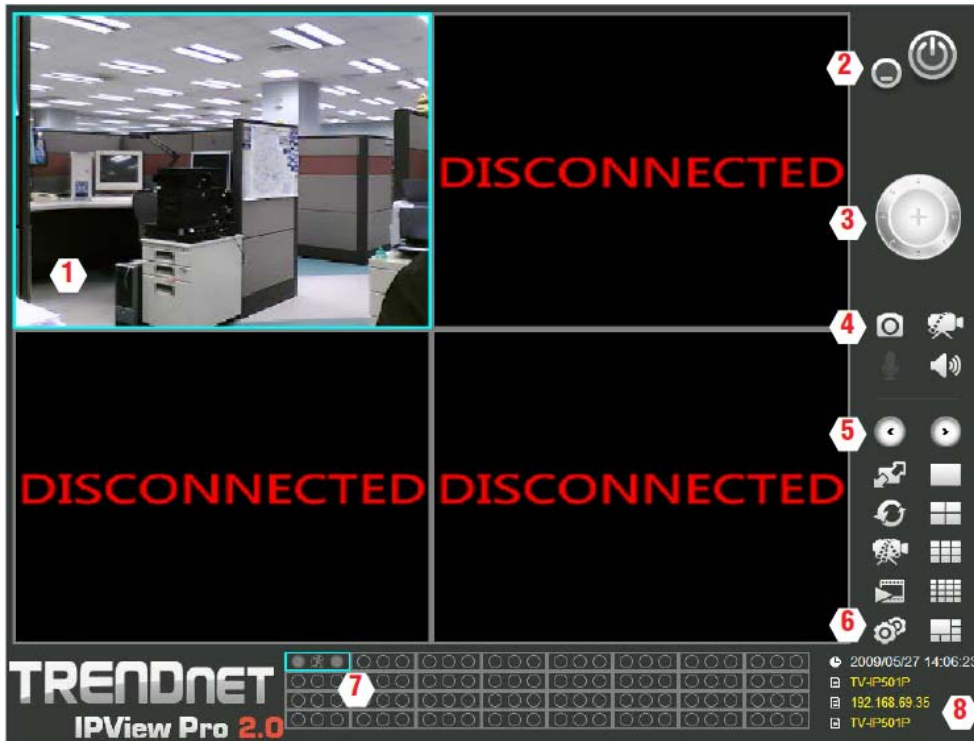 1
DISCONNECTED
2
3
4
DISCONNECTED
DISCONNECTED
5
6
TRENDNET
IPView Pro 2.0
7
2009/05/27 14:06:23
TV-IP501P
192.168.69.35
8
TV-IP501P